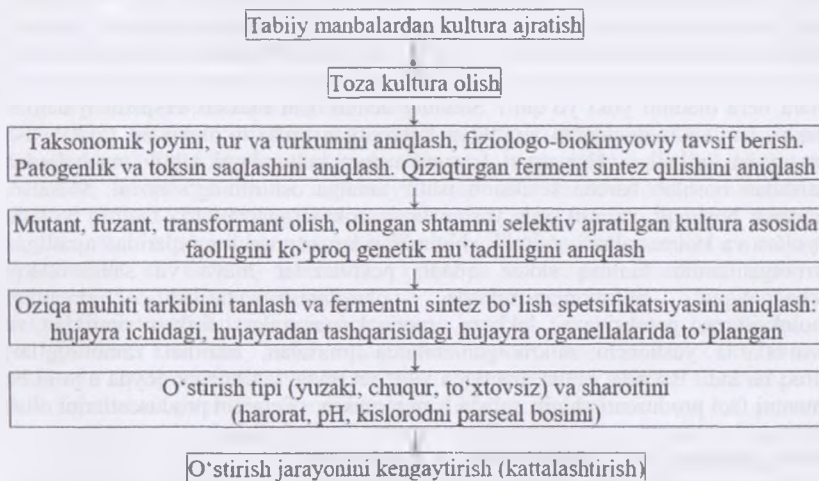 Tabiiy manbalardan kultura ajratish
Toza kultura olish
Taksonomik joyini, tur va turkumini aniqlash, fiziologo-biokimyoviy tavsif berish.
Patogenlik va toksin saqlashini aniqlash. Qiziqtirgan ferment sintez qilishini aniqlash
Mutant, fuzant, transformant olish, olingan shtammni selektiv ajratilgan kultura asosida
faolligini ko‘proq genetik mu’tadilligini aniqlash
Oziqa muhiti tarkibini tanlash va fermentni sintez bo‘lish spetsifikatsiyasini aniqlash:
hujayra ichidagi, hujayradan tashqarisidagi hujayra organellalarida to‘plangan
O‘stirish tipi (yuzaki, chuqur, to‘xtovsiz) va sharoitini
(harorat, pH, kislorodni parseal bosimi)
O‘stirish jarayonini kengaytirish (kattalashtirish)